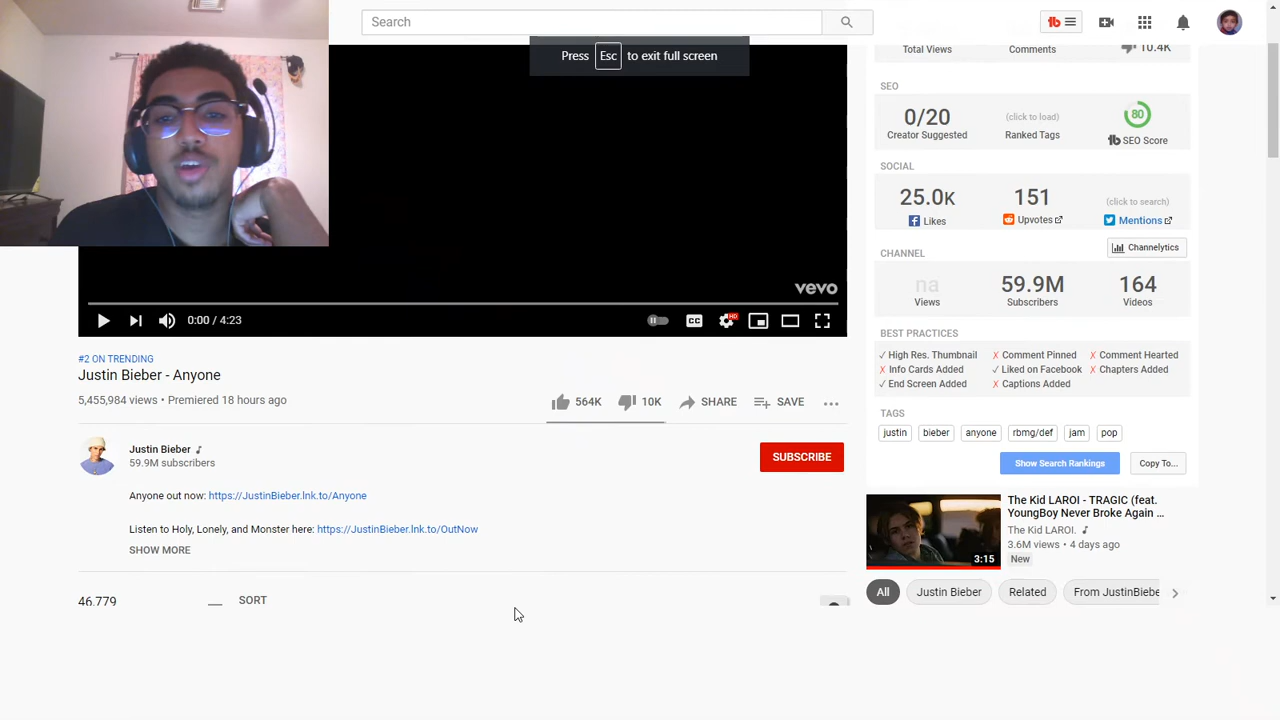 Search
Press Esc to exit full screen
Total Views
Comments
10.4K
SEO
0/20
Creator Suggested
(click to load)
Ranked Tags
80
SEO Score
SOCIAL
25.0K
Likes
151
Upvotes
(click to search)
Mentions
CHANNEL
Channelytics
na
Views
59.9M
Subscribers
164
Videos
BEST PRACTICES
✓ High Res. Thumbnail
✗ Comment Pinned
✗ Comment Hearted
✗ Info Cards Added
✓ Liked on Facebook
✗ Chapters Added
✓ End Screen Added
✗ Captions Added
TAGS
justin bieber anyone rbmg/def jam pop
Show Search Rankings
Copy To...
vevo
0:00 / 4:23
CC
HD
#2 ON TRENDING
Justin Bieber - Anyone
5,455,984 views • Premiered 18 hours ago
564K 10K SHARE SAVE ...
Justin Bieber
59.9M subscribers
SUBSCRIBE
Anyone out now: https://JustinBieber.lnk.to/Anyone
Listen to Holy, Lonely, and Monster here: https://JustinBieber.lnk.to/OutNow
SHOW MORE
46,779
SORT
The Kid LAROI - TRAGIC (feat.
YoungBoy Never Broke Again ...
The Kid LAROI.
3.6M views • 4 days ago
New
3:15
All Justin Bieber Related From JustinBiebe